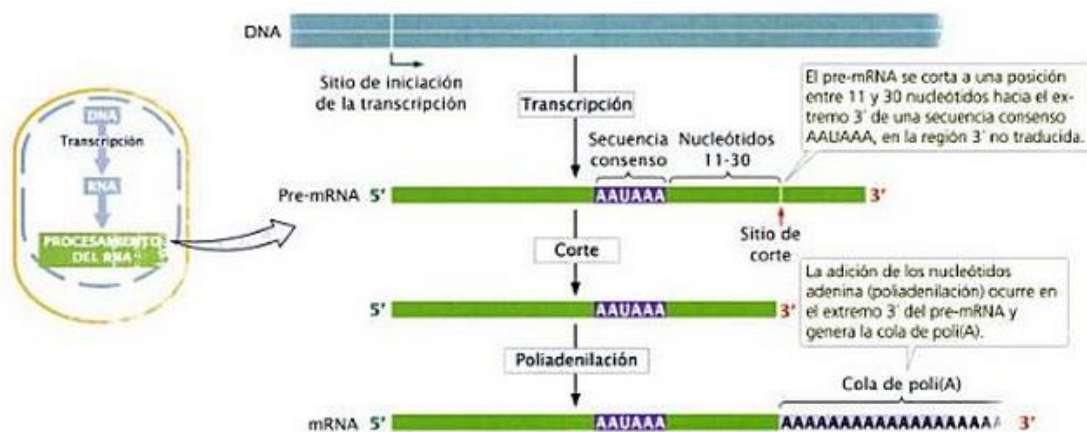 DNA
Sitio de iniciación
de la transcripción
Transcripción
El pre-mRNA se corta a una posición
entre 11 y 30 nucleótidos hacia el ex-
tremo 3' de una secuencia consenso
AAUAAA, en la región 3' no traducida.
DNA
Transcripción
RNA
PROCESAMIENTO
DEL RNA
Secuencia
consenso
Nucleótidos
11-30
Pre-mRNA 5' AAUAAA 3'
Sitio de
corte
Corte
La adición de los nucleótidos
adenina (poliadenilación) ocurre en
el extremo 3' del pre-mRNA y
genera la cola de poli(A).
5' AAUAAA 3'
Poliadenilación
Cola de poli(A)
mRNA 5' AAUAAA AAAAAAAAAAAAAAAAAA 3'